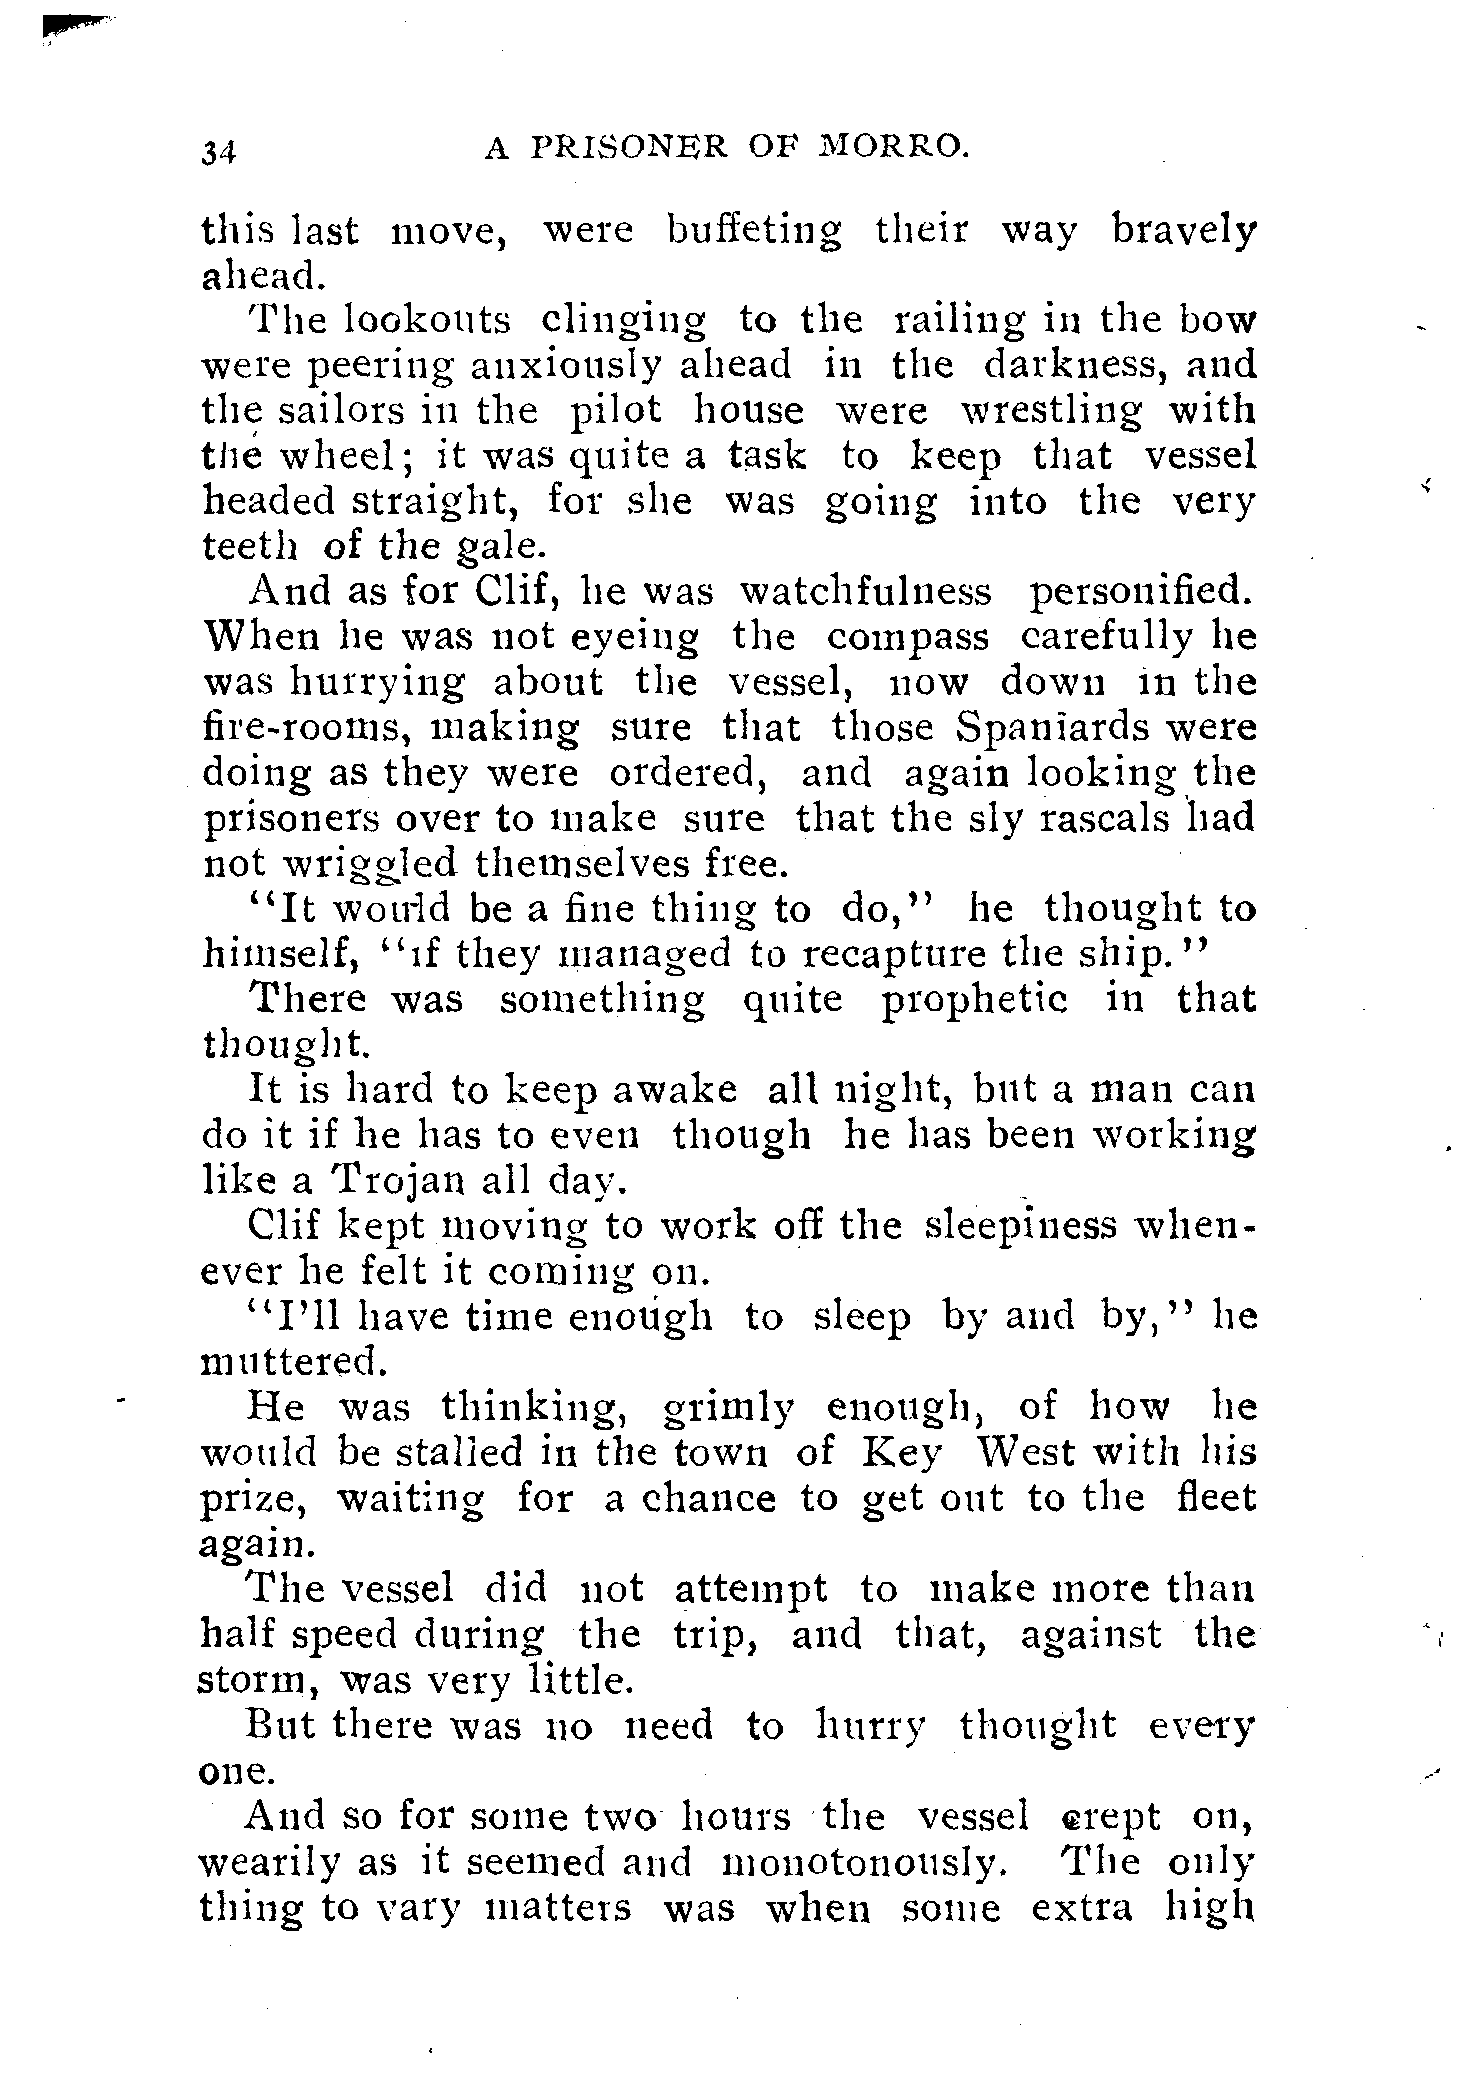 34 A PRISONER OF MORRO.
this last move, were buffeting their way bravely
ahead.
The lookouts clinging to the railing in the bow
were peering anxiously ahead in the darkness, and
the sailors in the pilot house were wrestling with
the wheel; it was quite a task to keep that vessel
headed straight, for she was going into the very
teeth of the gale.
And as for Clif, he was watchfulness personified.
When he was not eyeing the compass carefully he
was hurrying about the vessel, now down in the
fire-rooms, making sure that those Spaniards were
doing as they were ordered, and again looking the
prisoners over to make sure that the sly rascals had
not wriggled themselves free.
"It would be a fine thing to do," he thought to
himself, "if they managed to recapture the ship."
There was something quite prophetic in that
thought.
It is hard to keep awake all night, but a man can
do it if he has to even though he has been working
like a Trojan all day.
Clif kept moving to work off the sleepiness when-
ever he felt it coming on.
"I'll have time enough to sleep by and by," he
muttered.
He was thinking, grimly enough, of how he
would be stalled in the town of Key West with his
prize, waiting for a chance to get out to the fleet
again.
The vessel did not attempt to make more than
half speed during the trip, and that, against the
storm, was very little.
But there was no need to hurry thought every
one.
And so for some two hours the vessel crept on,
wearily as it seemed and monotonously. The only
thing to vary matters was when some extra high